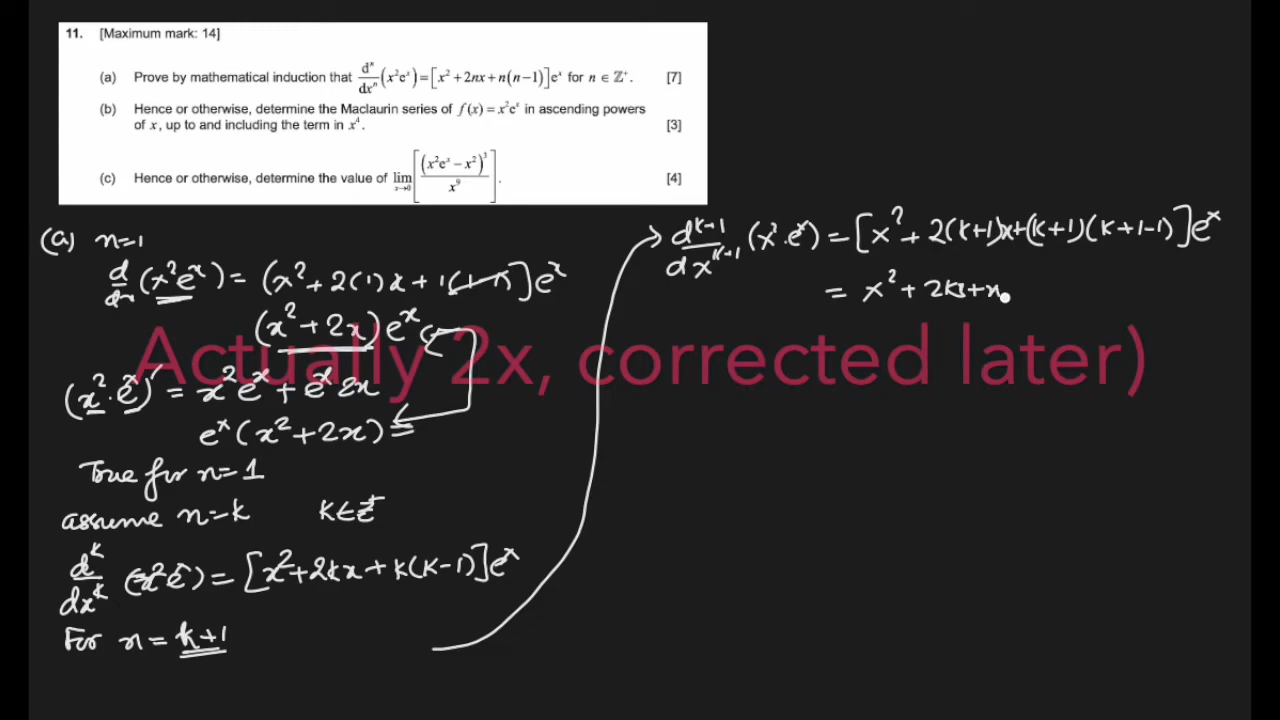 11. [Maximum mark: 14]
(a) Prove by mathematical induction that dⁿ/dxⁿ (x²eˣ) = [x² + 2nx + n(n−1)]eˣ for n ∈ ℤ⁺. [7]
(b) Hence or otherwise, determine the Maclaurin series of f(x) = x²eˣ in ascending powers
of x, up to and including the term in x⁴. [3]
(c) Hence or otherwise, determine the value of lim x→0 [(x²eˣ − x²)³ / x⁹]. [4]
(a) n=1
d/dx (x²eˣ) = (x² + 2(1)x + 1(1-1)]eˣ
(x² + 2x)eˣ
Actually 2x, corrected later)
(x².eˣ)' = x²eˣ + eˣ 2x
eˣ(x² + 2x) =
True for n=1
assume n=k k∈Z⁺
dᵏ/dxᵏ (x²eˣ) = [x² + 2kx + k(k-1)]eˣ
For n = k+1
dᵏ⁺¹/dxᵏ⁺¹ (x².eˣ) = [x² + 2(k+1)x + (k+1)(k+1-1)]eˣ
= x² + 2k